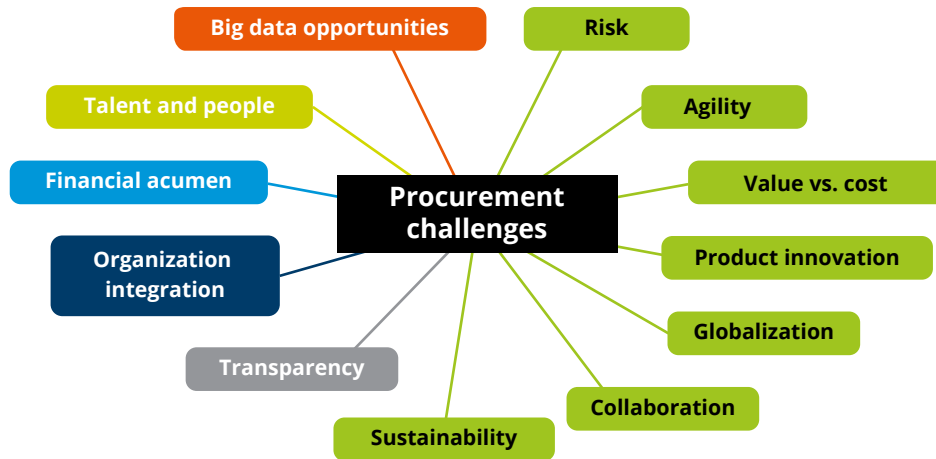 Big data opportunities
Risk
Talent and people
Agility
Financial acumen
Value vs. cost
Procurement
challenges
Organization
integration
Product innovation
Globalization
Transparency
Collaboration
Sustainability